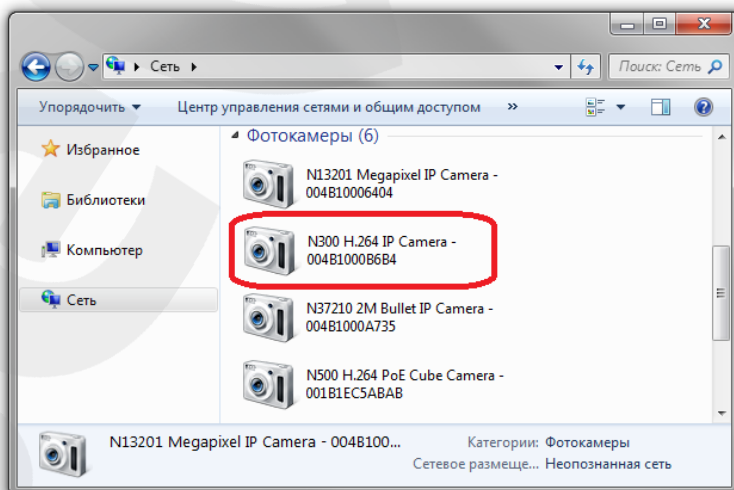 Сеть
Поиск: Сеть
Упорядочить
Центр управления сетями и общим доступом
»
Избранное
Библиотеки
Компьютер
Сеть
Фотокамеры (6)
N13201 Megapixel IP Camera -
004B10006404
N300 H.264 IP Camera -
004B1000B6B4
N37210 2M Bullet IP Camera -
004B1000A735
N500 H.264 PoE Cube Camera -
001B1EC5ABAB
N13201 Megapixel IP Camera - 004B100...
Категории: Фотокамеры
Сетевое размеще... Неопознанная сеть